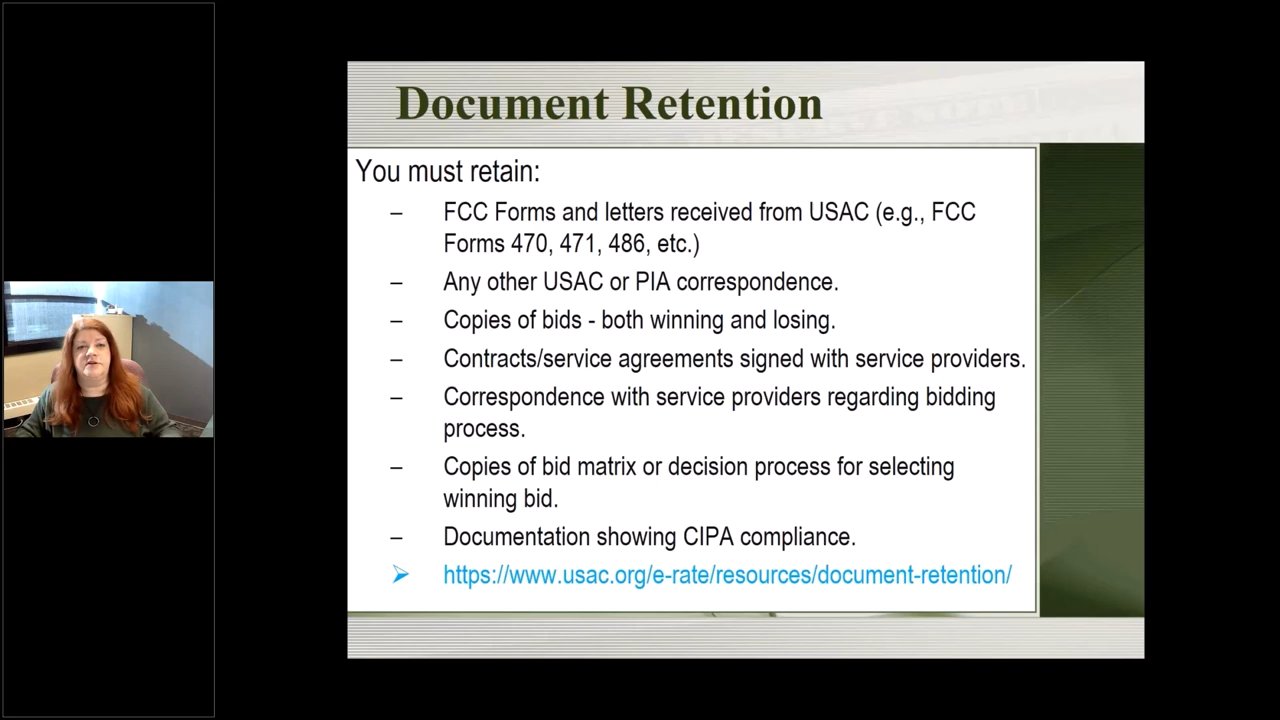 Document Retention
You must retain:
– FCC Forms and letters received from USAC (e.g., FCC
Forms 470, 471, 486, etc.)
– Any other USAC or PIA correspondence.
– Copies of bids - both winning and losing.
– Contracts/service agreements signed with service providers.
– Correspondence with service providers regarding bidding
process.
– Copies of bid matrix or decision process for selecting
winning bid.
– Documentation showing CIPA compliance.
➢ https://www.usac.org/e-rate/resources/document-retention/